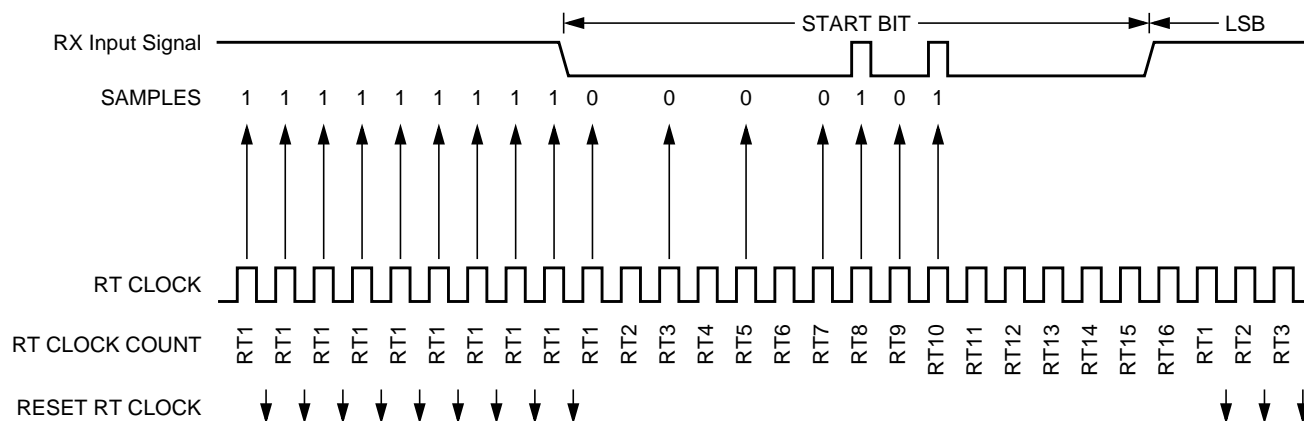 START BIT LSB
RX Input Signal
SAMPLES 1 1 1 1 1 1 1 1 1 0 0 0 0 1 0 1
RT CLOCK
RT CLOCK COUNT RT1 RT1 RT1 RT1 RT1 RT1 RT1 RT1 RT1 RT1 RT2 RT3 RT4 RT5 RT6 RT7 RT8 RT9 RT10 RT11 RT12 RT13 RT14 RT15 RT16 RT1 RT2 RT3
RESET RT CLOCK